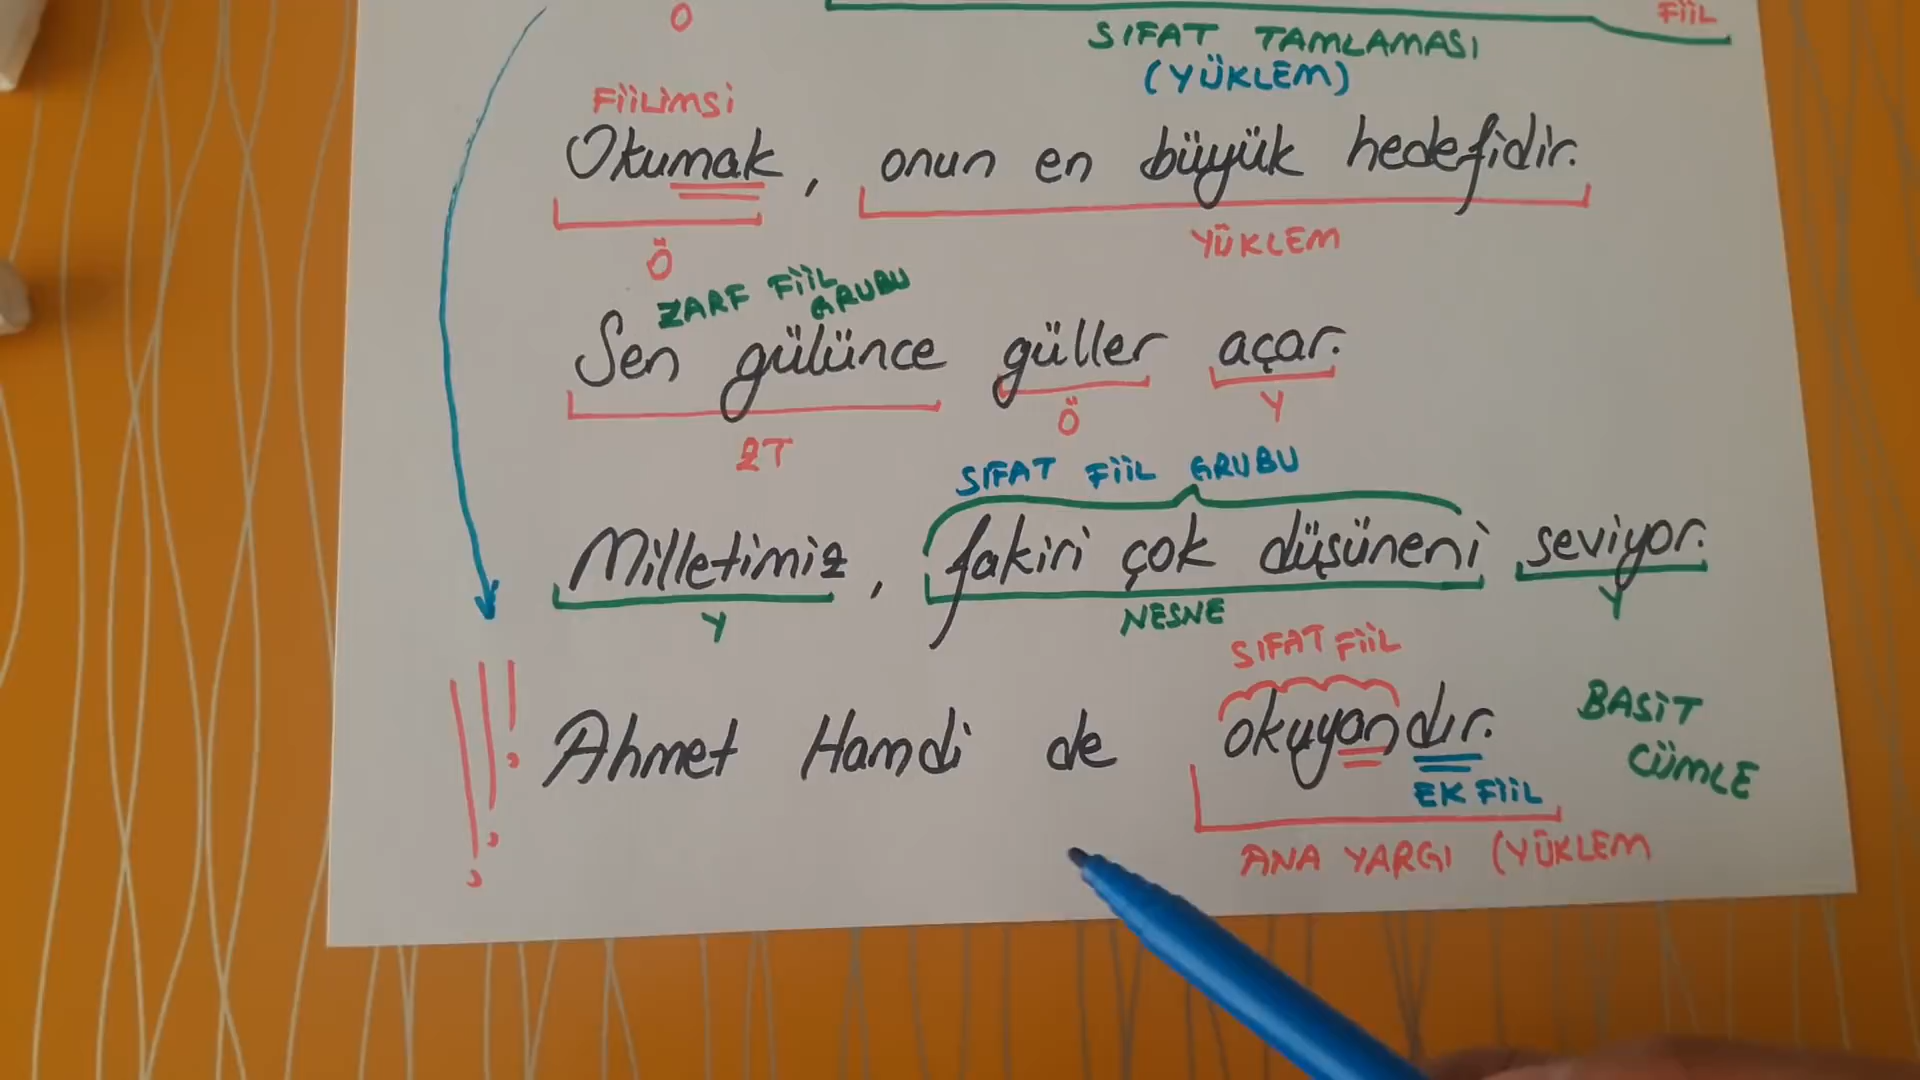 FİİL
Ö
SIFAT TAMLAMASI
(YÜKLEM)
FİİLİMSİ
Okumak, onun en büyük hedefidir.
Ö YÜKLEM
ZARF FİİL GRUBU
Sen gülünce güller açar.
ZT Ö Y
SIFAT FİİL GRUBU
Milletimiz, fakiri çok düşüneni seviyor.
Y NESNE Y
SIFAT FİİL
!!! Ahmet Hamdi de okuyandır. BASİT CÜMLE
EK FİİL
ANA YARGI (YÜKLEM